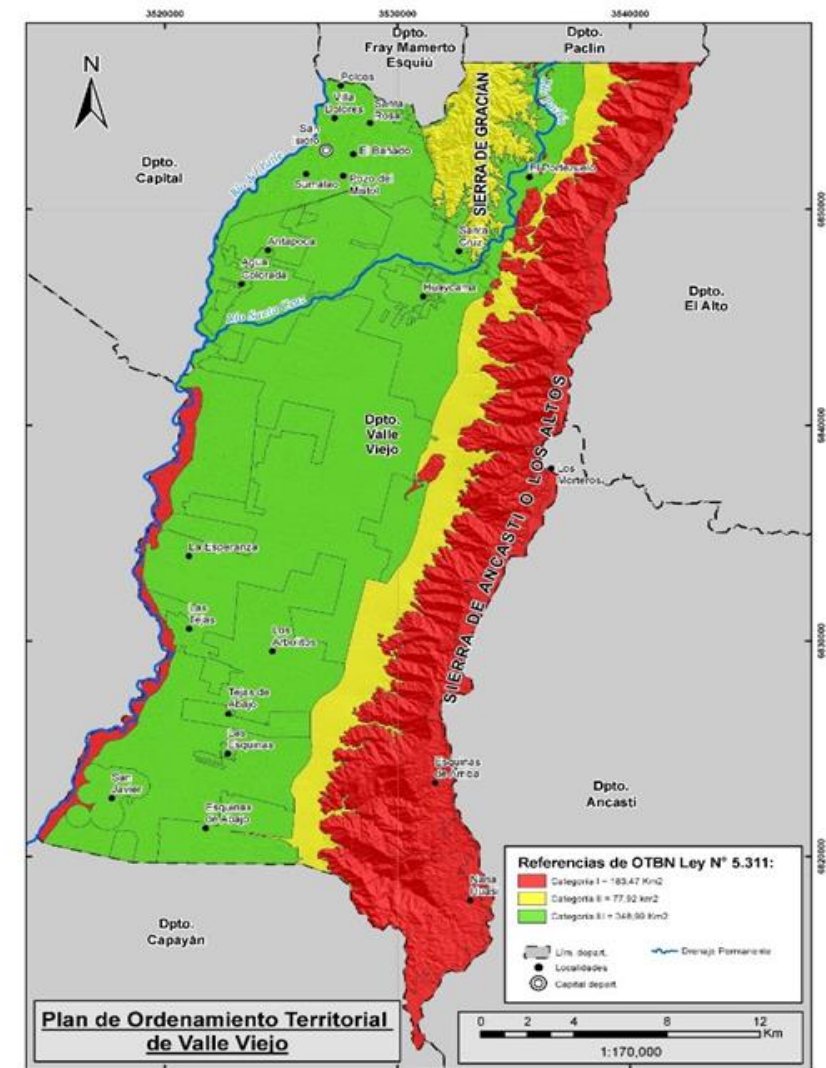 3520000
3530000
3540000
Dpto.
Fray Mamerto
Esquiú
Dpto.
Paclín
N
Polcos
Villa
Dolores
Santa
Rosa
Isidro
El Bañado
Sumalao
Pozo del
Mistol
SIERRA DE GRACIAN
El Portezuelo
Dpto.
Capital
6850000
Antapoca
Santa
Cruz
Agua
Colorada
Huaycama
Río Santa Cruz
Dpto.
El Alto
Dpto.
Valle
Viejo
6840000
Los
Morteros
SIERRA DE ANCASTI O LOS ALTOS
La Esperanza
Las
Tejas
Los
Arbolitos
6830000
Tejas de
Abajo
Las
Esquinas
Esquinas
de Arriba
San
Javier
Esquinas
de Abajo
Dpto.
Ancasti
6820000
Dpto.
Capayán
Referencias de OTBN Ley N° 5.311:
Categoría I = 183,47 Km2
Categoría II = 77,92 km2
Categoría III = 348,99 Km2
Lím. depart.
Drenaje Permanente
Localidades
Capital depart.
Plan de Ordenamiento Territorial
de Valle Viejo
0 2 4 8 12
Km
1:170,000